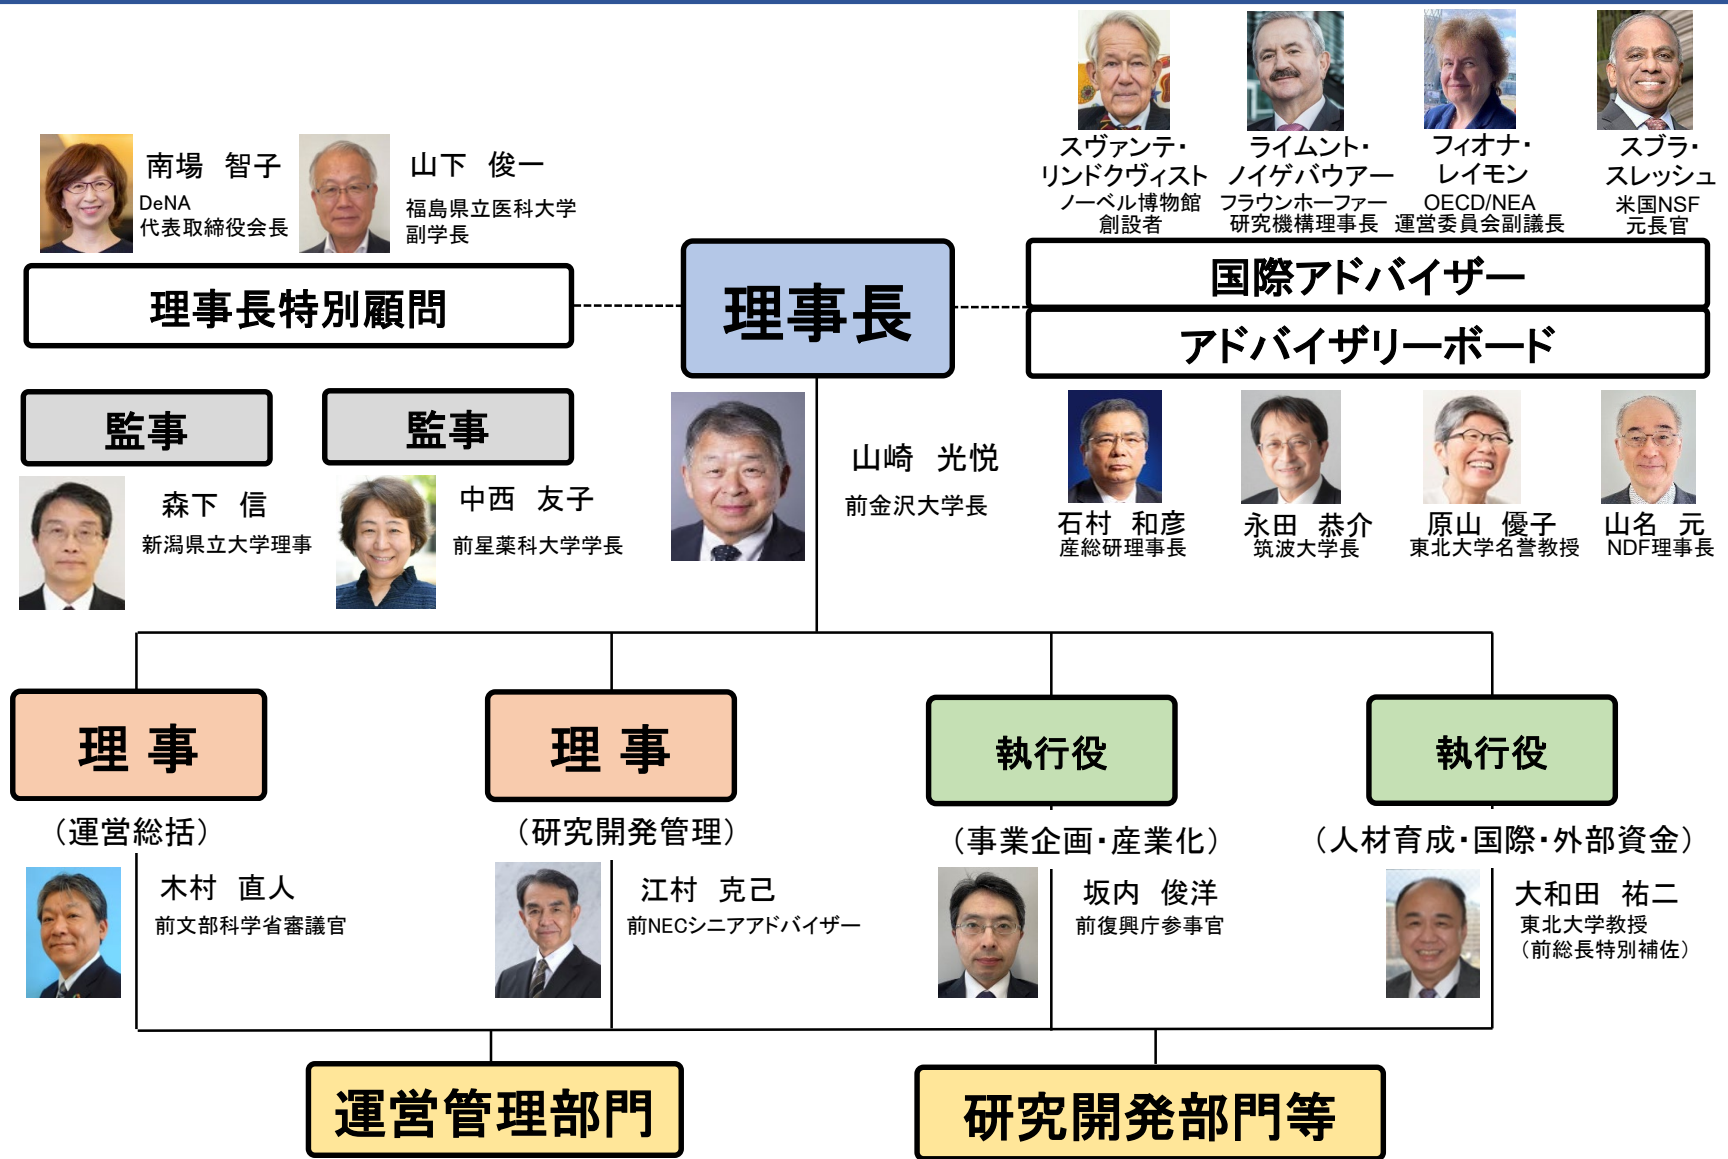 南場 智子
DeNA
代表取締役会長
山下 俊一
福島県立医科大学
副学長
理事長特別顧問
理事長
スヴァンテ・
リンドクヴィスト
ノーベル博物館
創設者
ライムント・
ノイゲバウアー
フラウンホーファー
研究機構理事長
フィオナ・
レイモン
OECD/NEA
運営委員会副議長
スブラ・
スレッシュ
米国NSF
元長官
国際アドバイザー
アドバイザリーボード
監事
監事
森下 信
新潟県立大学理事
中西 友子
前星薬科大学学長
山崎 光悦
前金沢大学長
石村 和彦
産総研理事長
永田 恭介
筑波大学長
原山 優子
東北大学名誉教授
山名 元
NDF理事長
理 事
（運営総括）
木村 直人
前文部科学省審議官
理 事
（研究開発管理）
江村 克己
前NECシニアアドバイザー
執行役
（事業企画・産業化）
坂内 俊洋
前復興庁参事官
執行役
（人材育成・国際・外部資金）
大和田 祐二
東北大学教授
（前総長特別補佐）
運営管理部門
研究開発部門等